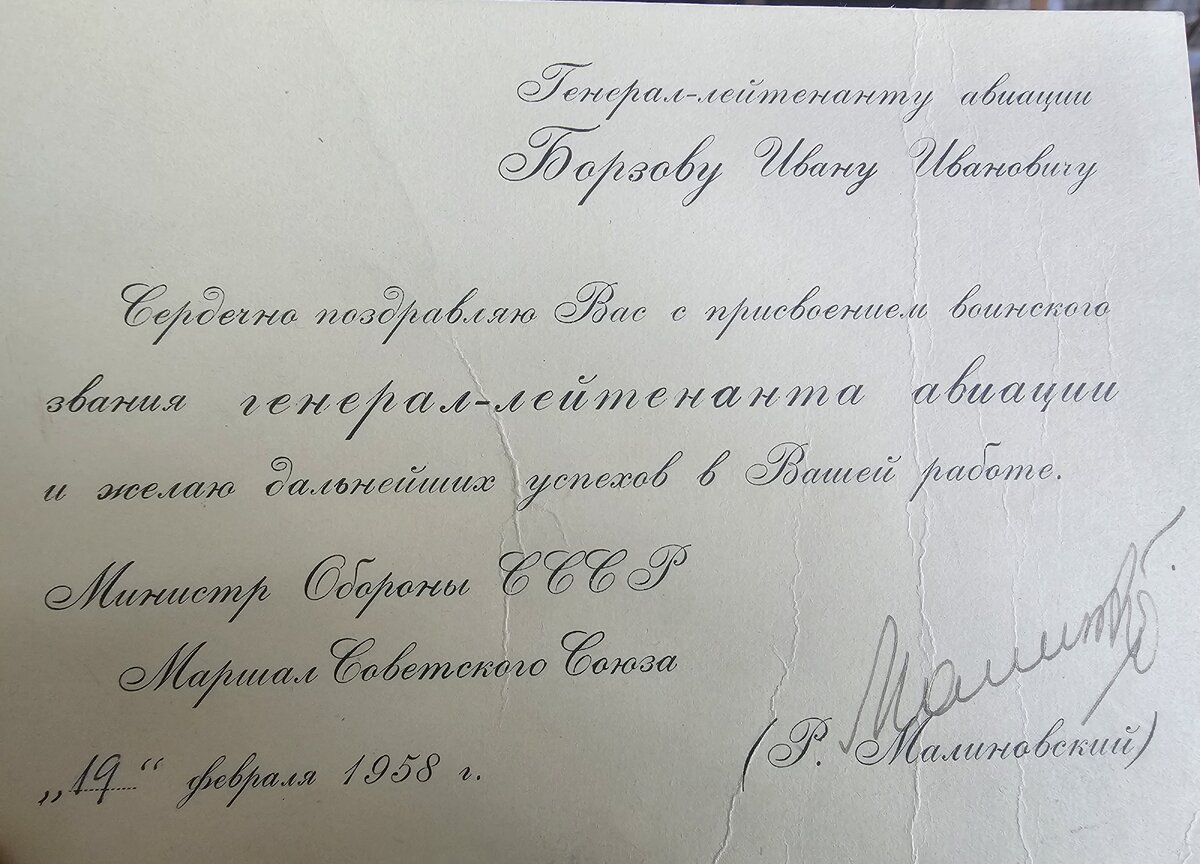 Генерал-лейтенанту авиации
Борзову Ивану Ивановичу
Сердечно поздравляю Вас с присвоением воинского
звания генерал-лейтенанта авиации
и желаю дальнейших успехов в Вашей работе.
Министр Обороны СССР
Маршал Советского Союза
(Р. Малиновский)
„19“ февраля 1958 г.